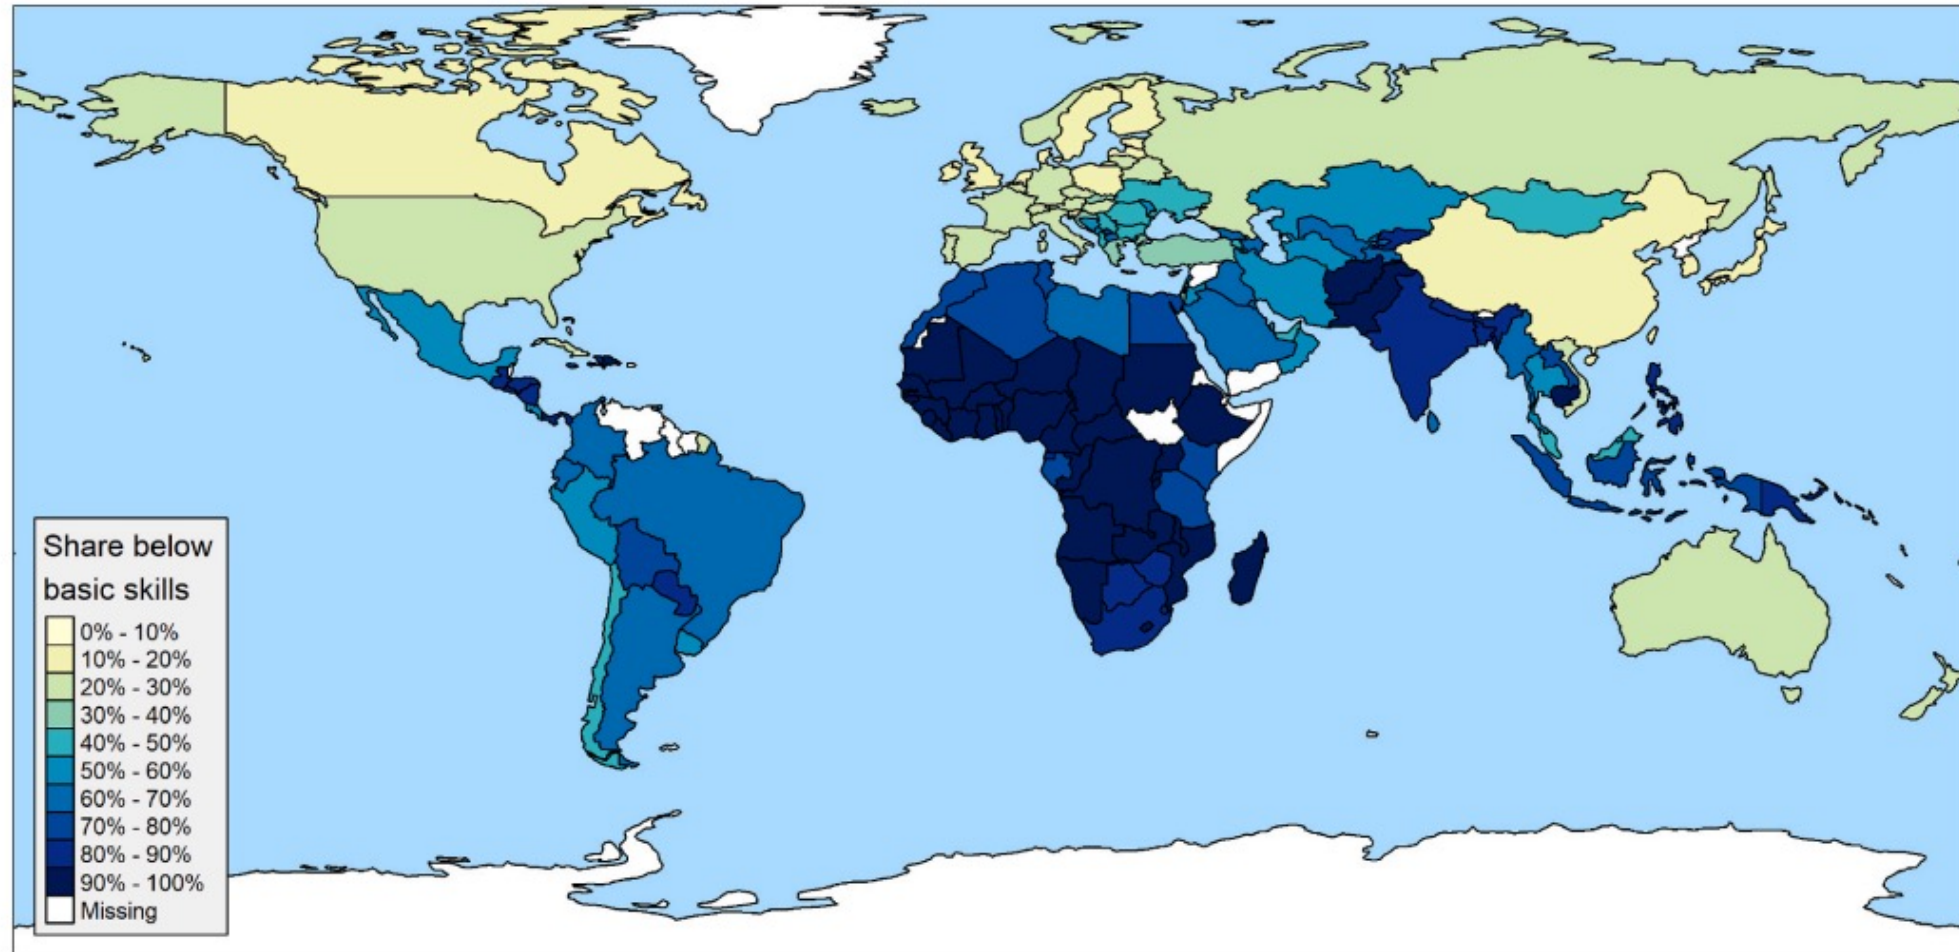 Share below
basic skills
0% - 10%
10% - 20%
20% - 30%
30% - 40%
40% - 50%
50% - 60%
60% - 70%
70% - 80%
80% - 90%
90% - 100%
Missing